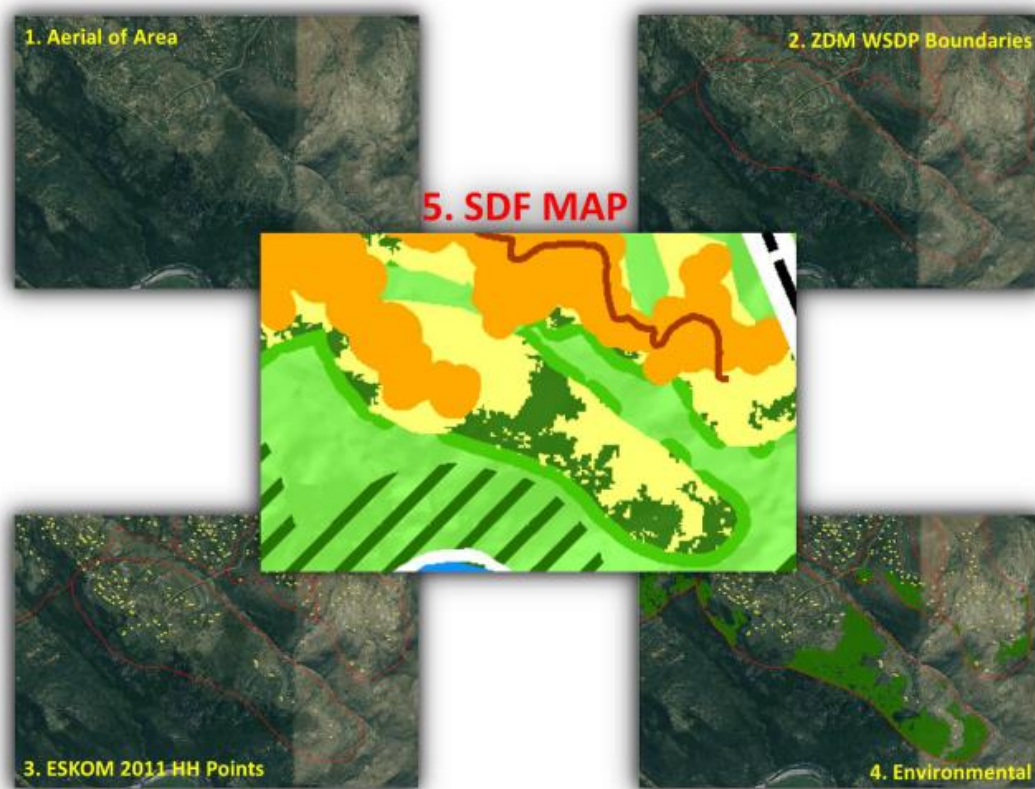 1. Aerial of Area
2. ZDM WSDP Boundaries
5. SDF MAP
3. ESKOM 2011 HH Points
4. Environmental